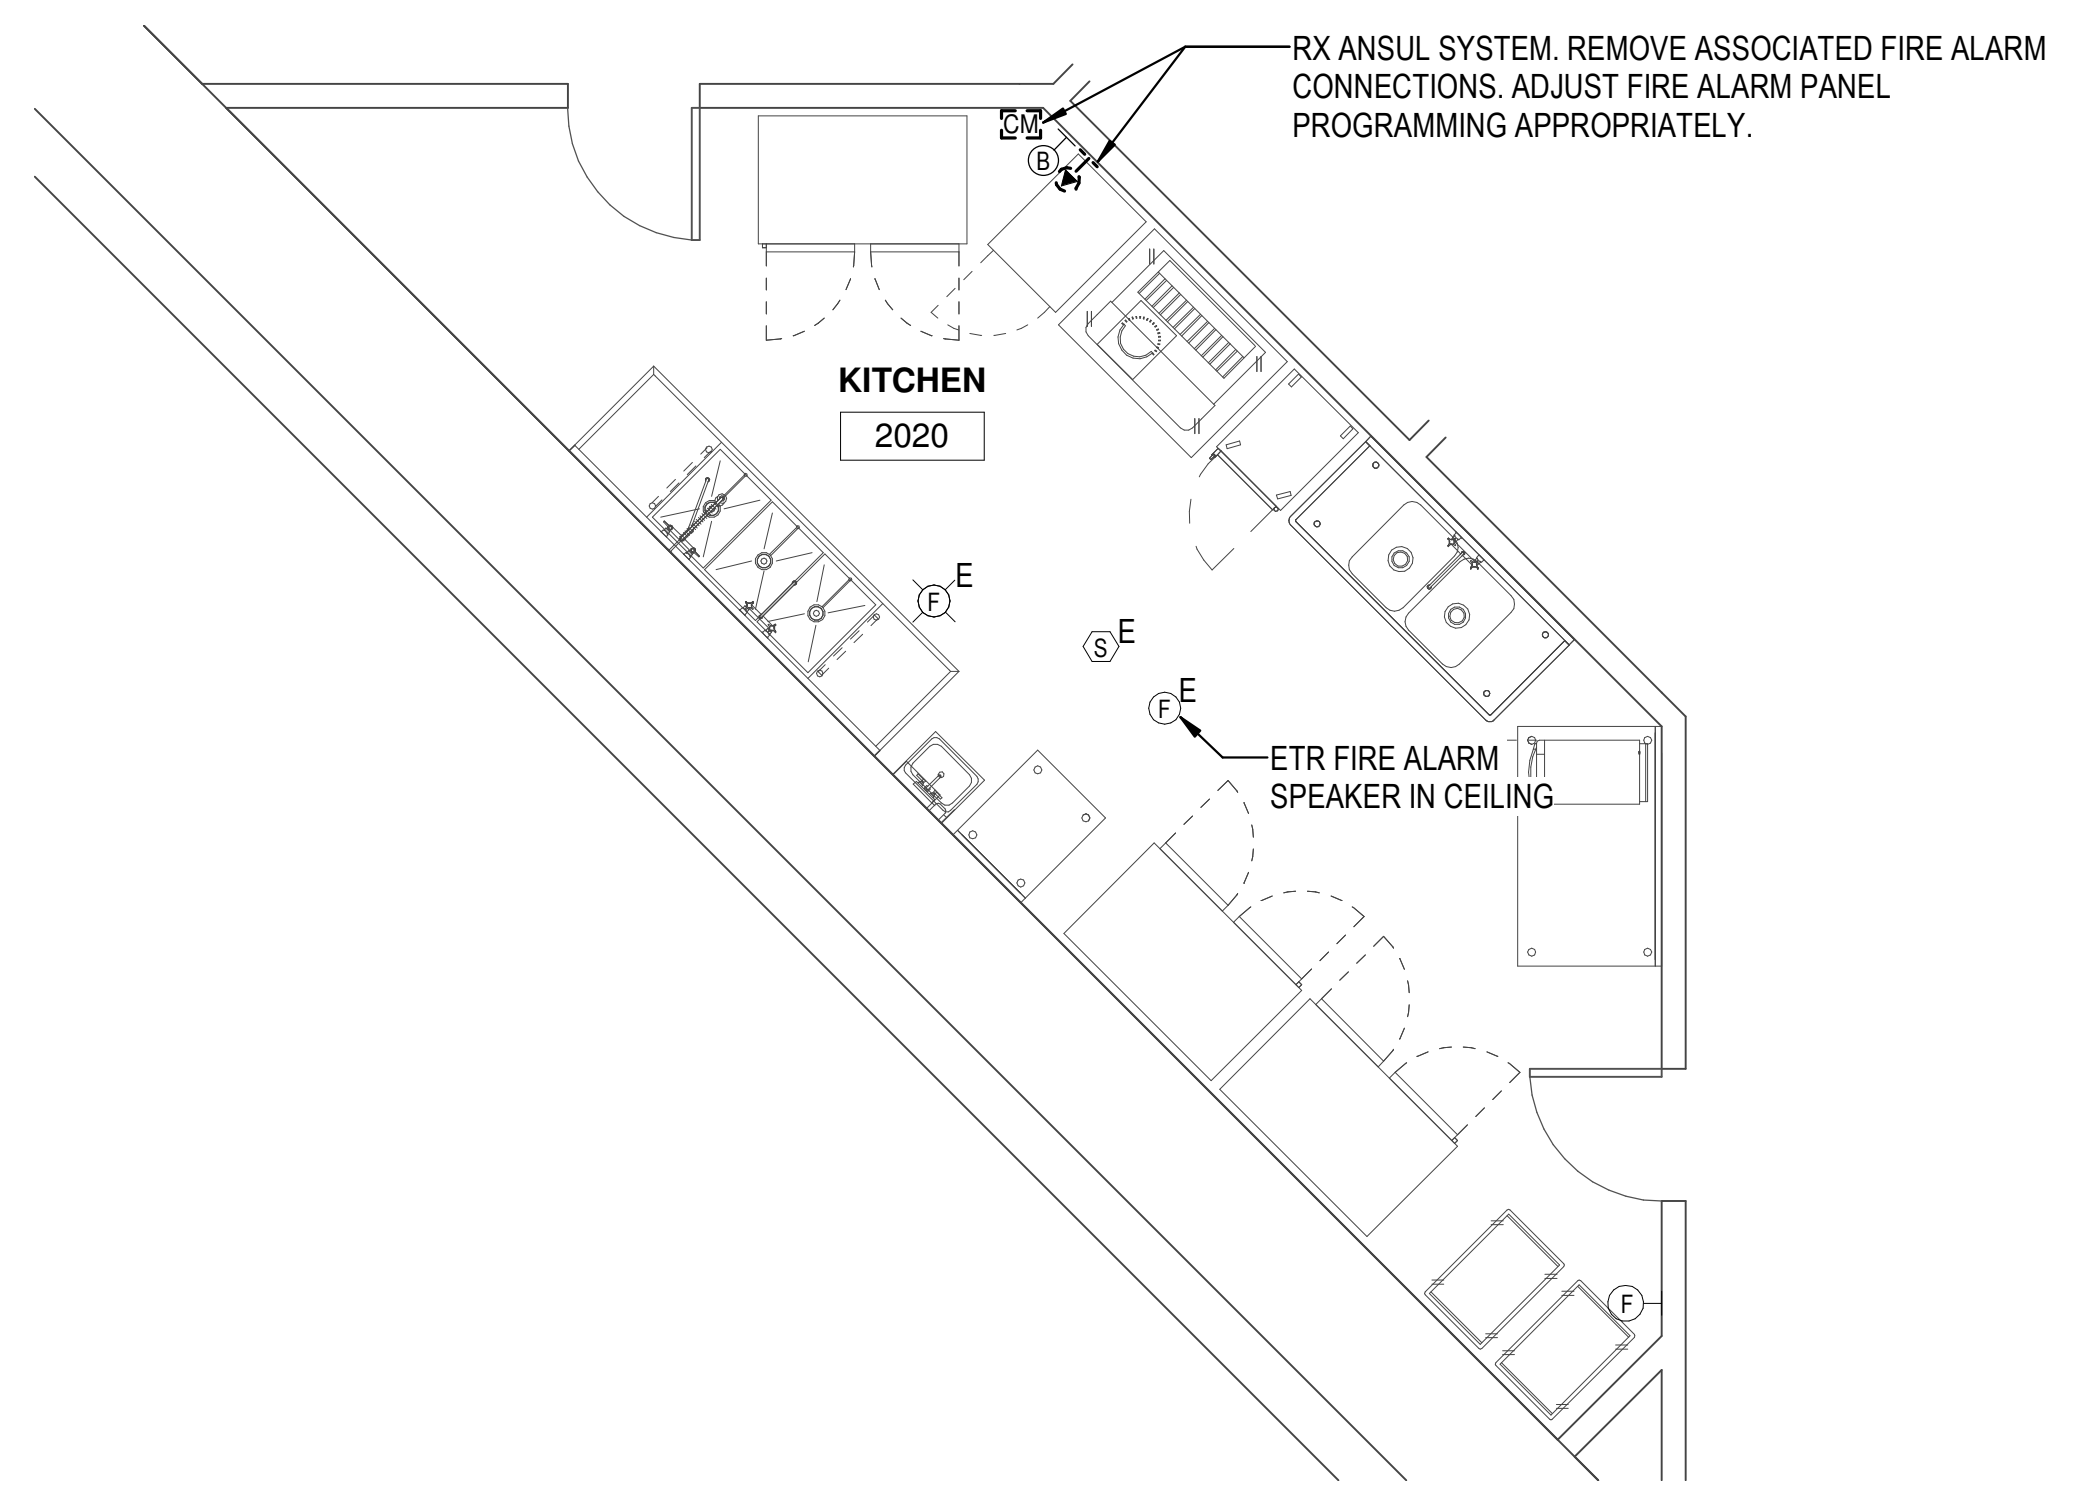 RX ANSUL SYSTEM. REMOVE ASSOCIATED FIRE ALARM
CONNECTIONS. ADJUST FIRE ALARM PANEL
PROGRAMMING APPROPRIATELY.
CM
B
KITCHEN
2020
E
F
E
S
E
F
ETR FIRE ALARM
SPEAKER IN CEILING
F